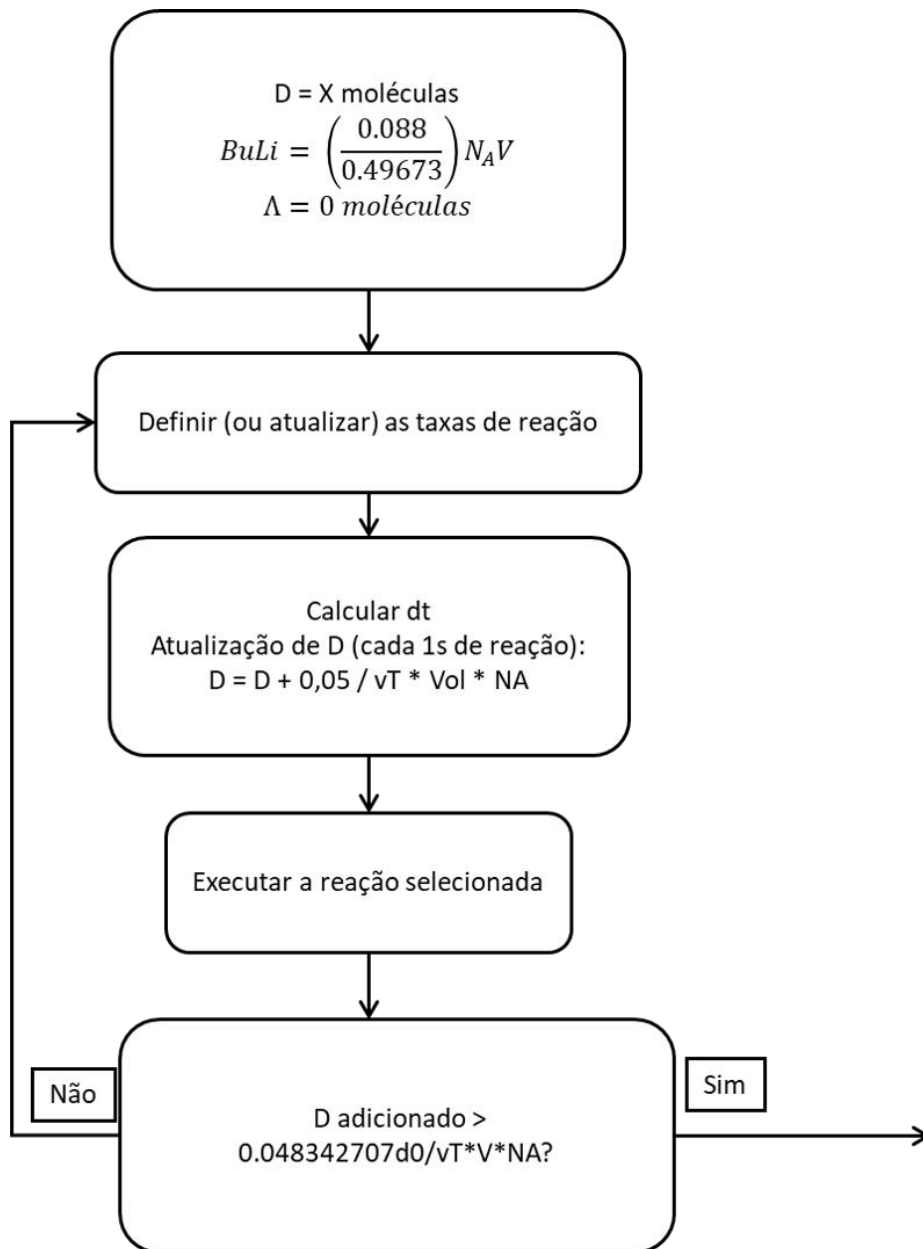 D = X moléculas
BuLi = (0.088/0.49673) N_A V
Λ = 0 moléculas
Definir (ou atualizar) as taxas de reação
Calcular dt
Atualização de D (cada 1s de reação):
D = D + 0,05 / vT * Vol * NA
Executar a reação selecionada
Não
Sim
D adicionado >
0.048342707d0/vT*V*NA?